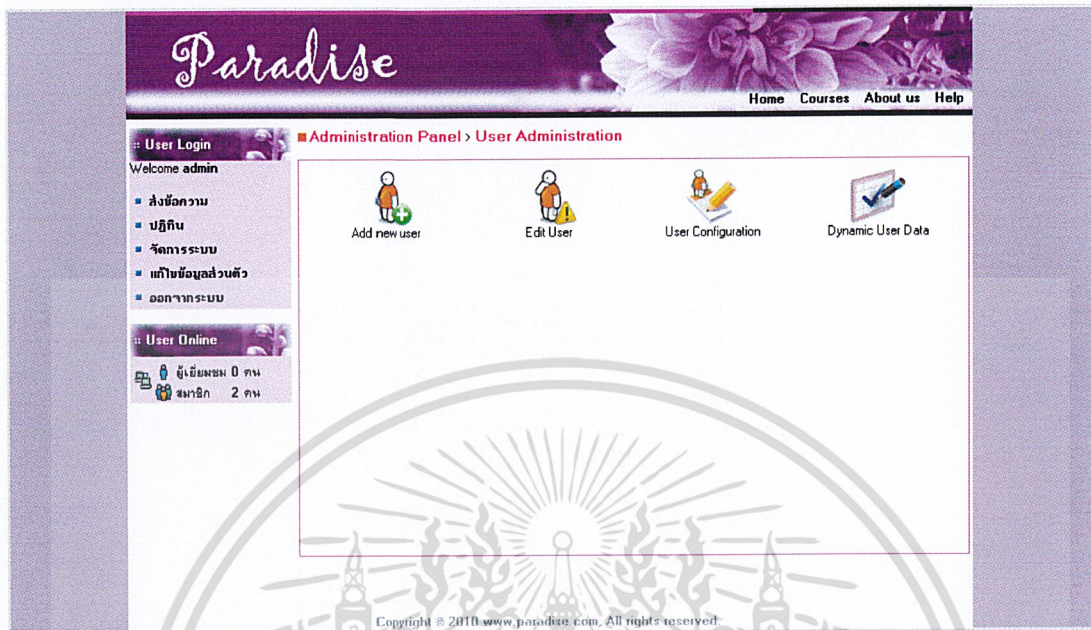 Paradise
Home Courses About us Help
:: User Login
Welcome admin
ส่งข้อความ
ปฏิทิน
จัดการระบบ
แก้ไขข้อมูลส่วนตัว
ออกจากระบบ
:: User Online
ผู้เยี่ยมชม 0 คน
สมาชิก 2 คน
Administration Panel > User Administration
Add new user
Edit User
User Configuration
Dynamic User Data
Copyright © 2010 www.paradise.com, All rights reserved.